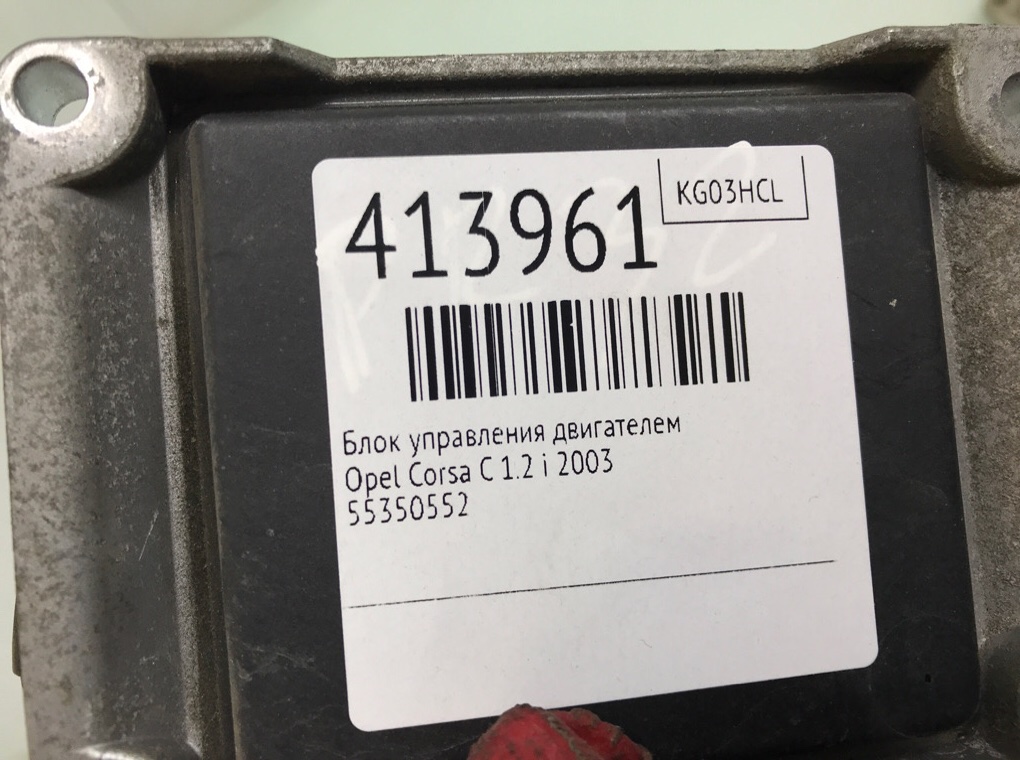 413961
KG03HCL
Блок управления двигателем
Opel Corsa C 1.2 i 2003
55350552